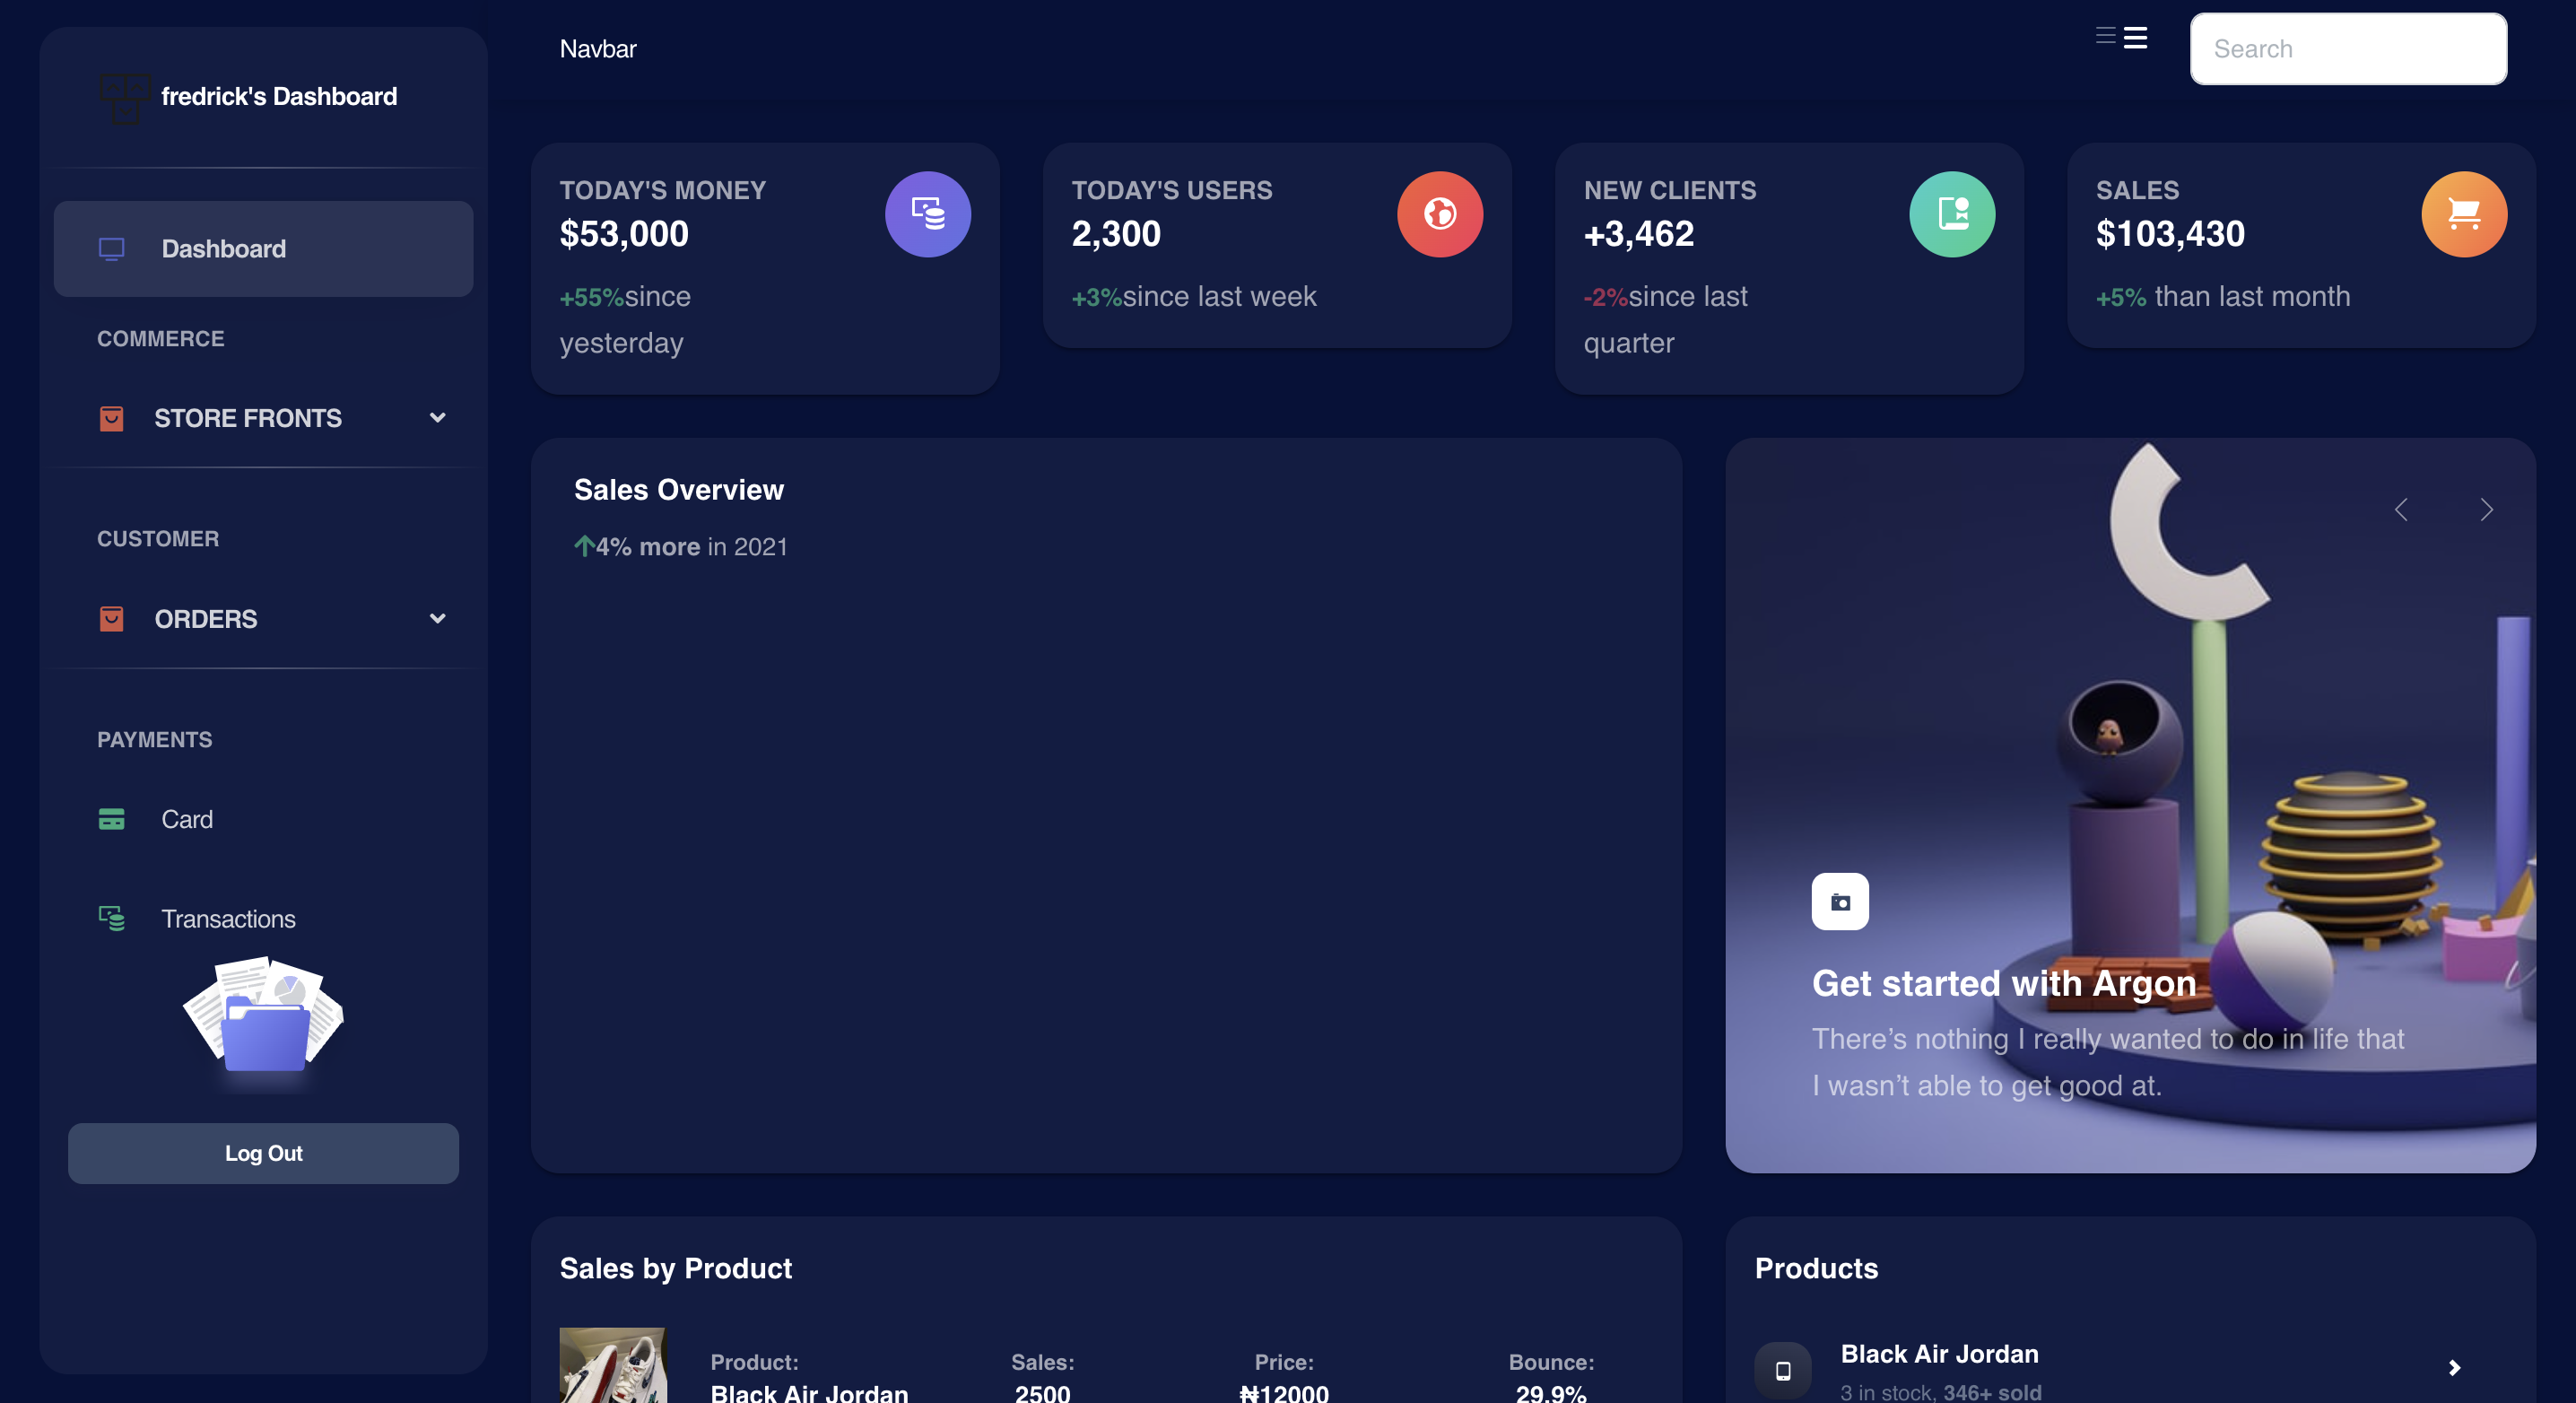 fredrick's Dashboard
Dashboard
COMMERCE
STORE FRONTS
CUSTOMER
ORDERS
PAYMENTS
Card
Transactions
Log Out
Navbar
Search
TODAY'S MONEY
$53,000
+55%since
yesterday
TODAY'S USERS
2,300
+3%since last week
NEW CLIENTS
+3,462
-2%since last
quarter
SALES
$103,430
+5% than last month
Sales Overview
4% more in 2021
Get started with Argon
There’s nothing I really wanted to do in life that
I wasn’t able to get good at.
Sales by Product
Product: Sales: Price: Bounce:
Black Air Jordan 2500 ₦12000 29.9%
Products
Black Air Jordan
3 in stock, 346+ sold